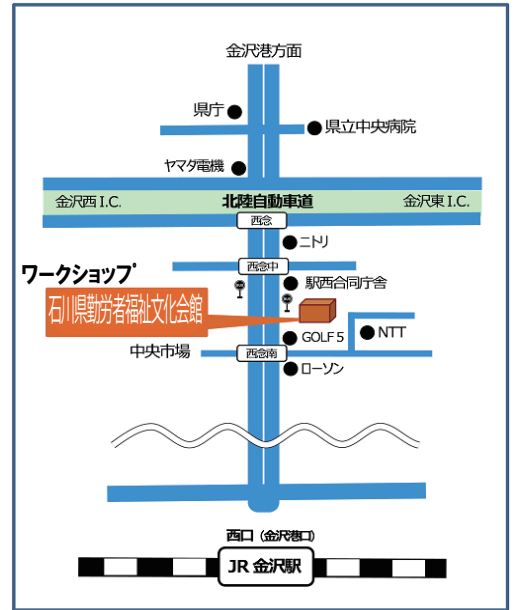 金沢港方面
県庁
県立中央病院
ヤマダ電機
金沢西 I.C.
北陸自動車道
金沢東 I.C.
西念
ニトリ
西念中
ワークショップ
駅西合同庁舎
石川県勤労者福祉文化会館
GOLF 5
NTT
中央市場
西念南
ローソン
西口（金沢港口）
JR 金沢駅